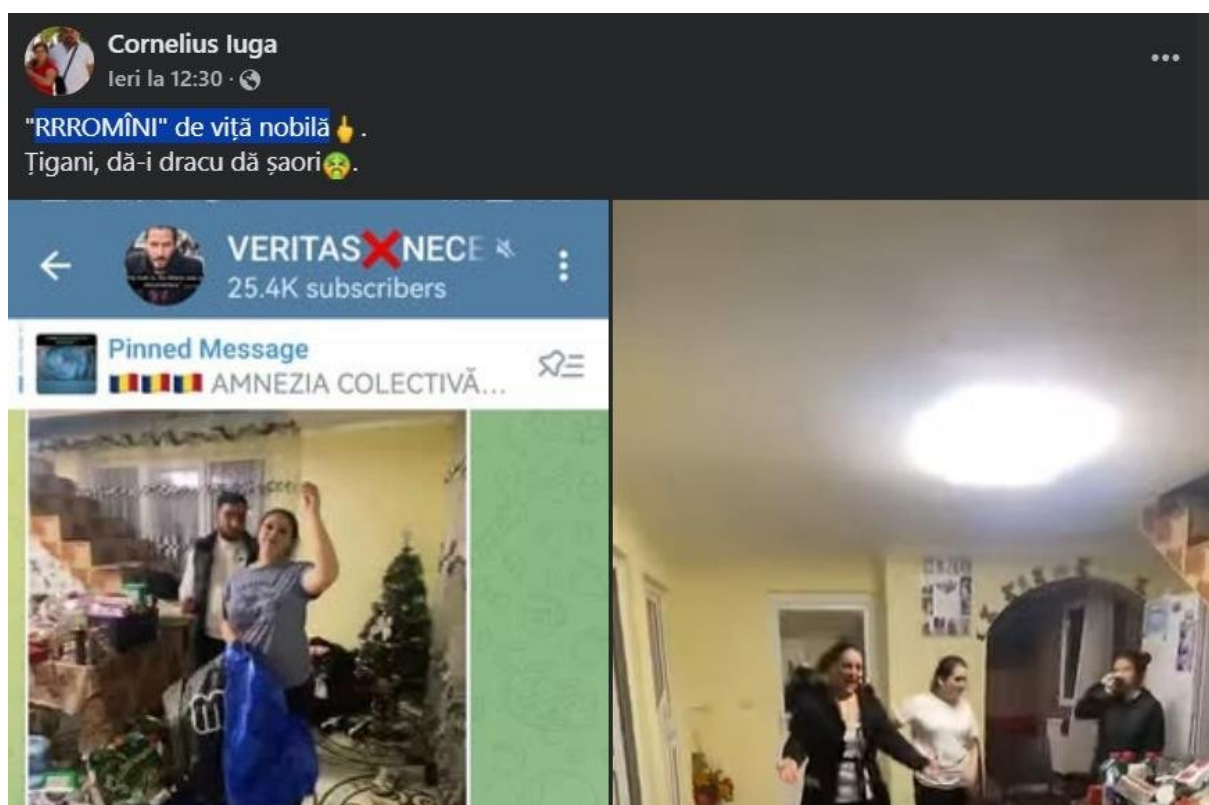 Cornelius Iuga
Ieri la 12:30 ·
"RRROMÎNI" de viță nobilă🖕.
Țigani, dă-i dracu dă șaori🤮.
VERITAS❌NECE
25.4K subscribers
Pinned Message
🇷🇴🇷🇴🇷🇴 AMNEZIA COLECTIVĂ...